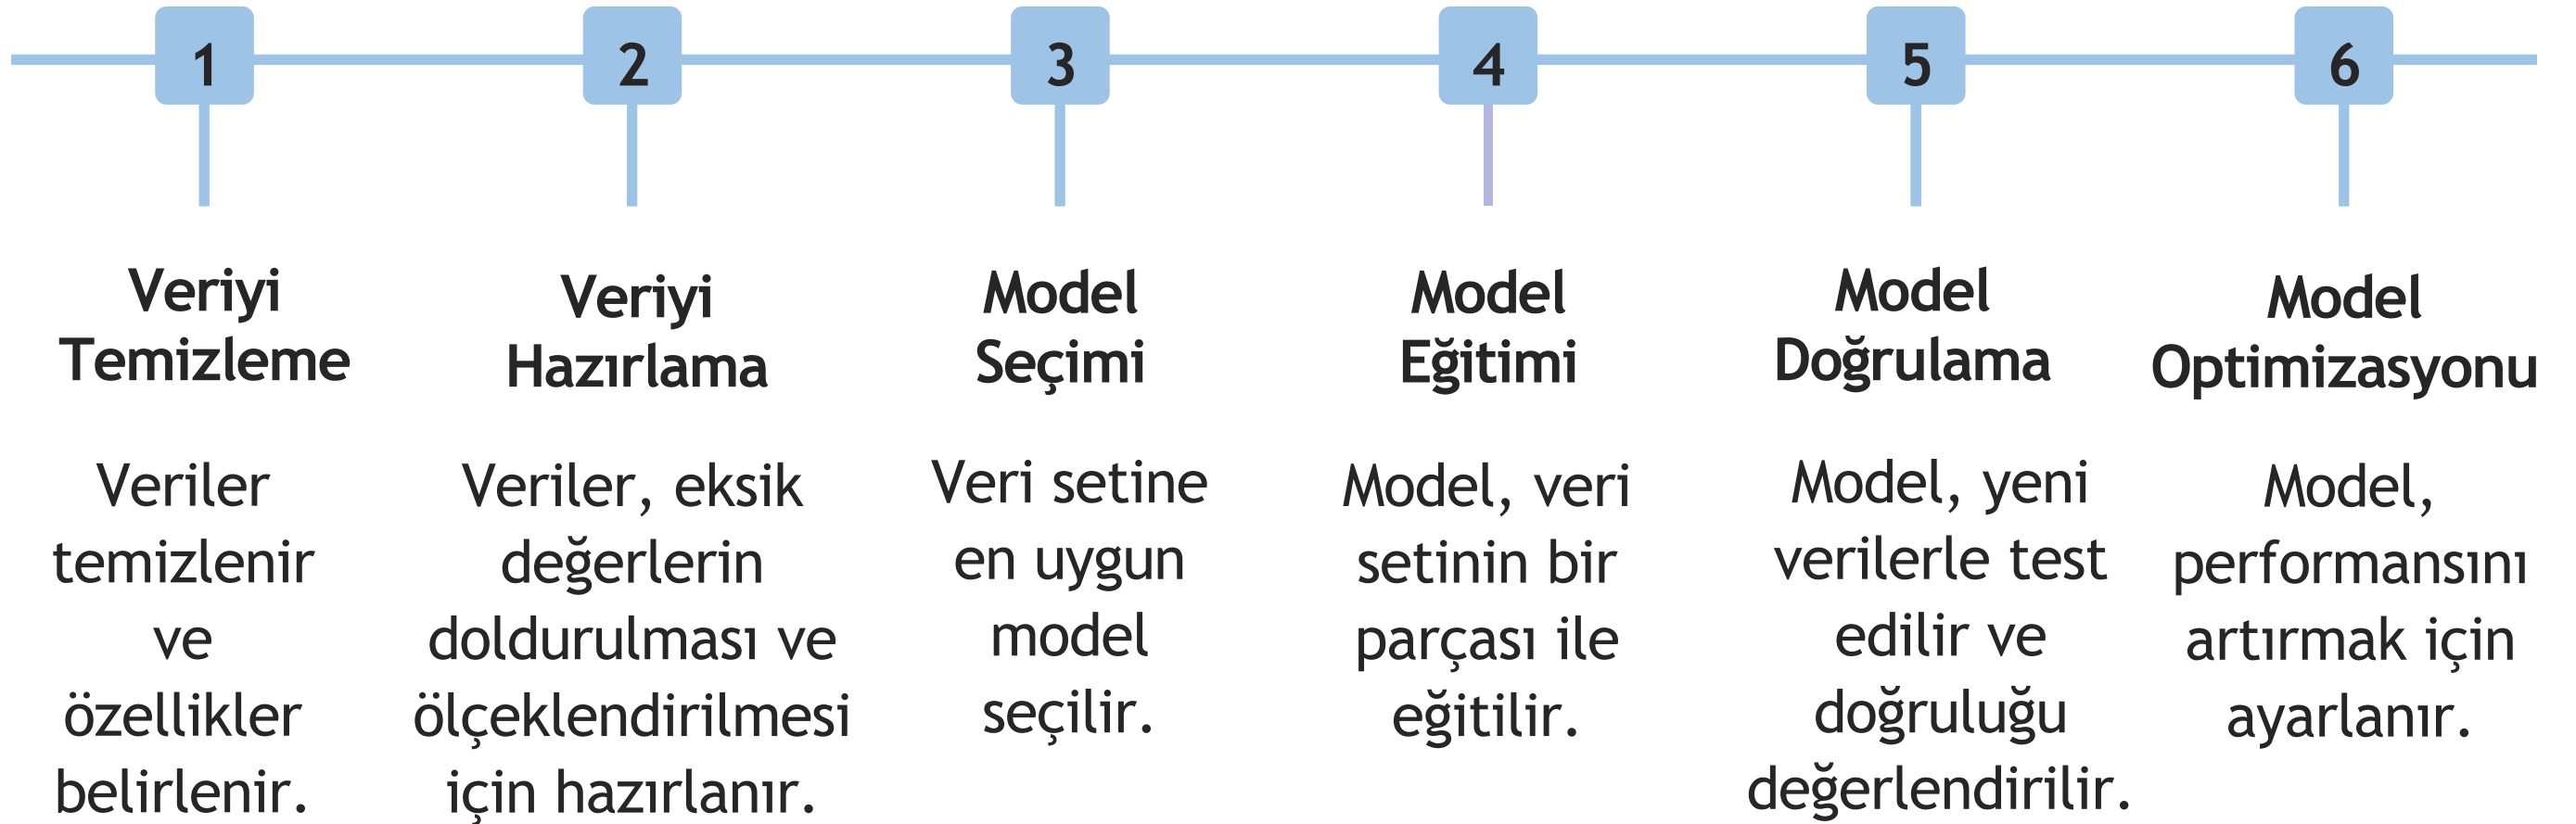 1
Veriyi
Temizleme
Veriler
temizlenir
ve
özellikler
belirlenir.
2
Veriyi
Hazırlama
Veriler, eksik
değerlerin
doldurulması ve
ölçeklendirilmesi
için hazırlanır.
3
Model
Seçimi
Veri setine
en uygun
model
seçilir.
4
Model
Eğitimi
Model, veri
setinin bir
parçası ile
eğitilir.
5
Model
Doğrulama
Model, yeni
verilerle test
edilir ve
doğruluğu
değerlendirilir.
6
Model
Optimizasyonu
Model,
performansını
artırmak için
ayarlanır.